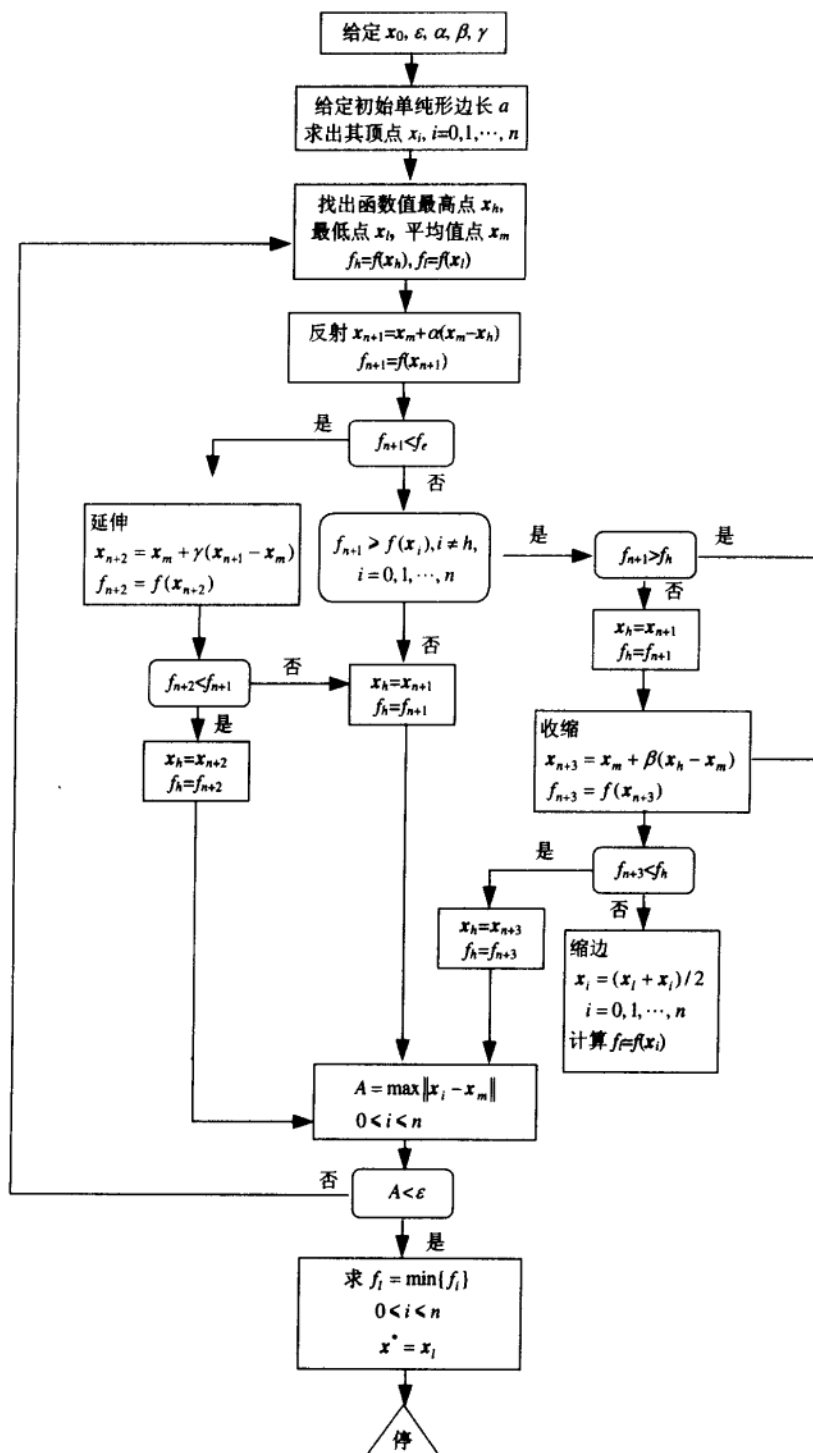 给定 x₀, ε, α, β, γ
给定初始单纯形边长 a
求出其顶点 xᵢ, i=0,1,⋯, n
找出函数值最高点 xₕ,
最低点 xₗ, 平均值点 xₘ
fₕ=f(xₕ), fₗ=f(xₗ)
反射 xₙ₊₁=xₘ+α(xₘ−xₕ)
fₙ₊₁=f(xₙ₊₁)
是
fₙ₊₁<fₑ
否
延伸
xₙ₊₂ = xₘ + γ(xₙ₊₁ − xₘ)
fₙ₊₂ = f(xₙ₊₂)
fₙ₊₁ ⩾ f(xᵢ), i ≠ h,
i = 0,1,⋯,n
是
fₙ₊₁>fₕ
是
否
xₕ=xₙ₊₁
fₕ=fₙ₊₁
否
fₙ₊₂<fₙ₊₁
否
xₕ=xₙ₊₁
fₕ=fₙ₊₁
是
xₕ=xₙ₊₂
fₕ=fₙ₊₂
收缩
xₙ₊₃ = xₘ + β(xₕ − xₘ)
fₙ₊₃ = f(xₙ₊₃)
是
fₙ₊₃<fₕ
否
xₕ=xₙ₊₃
fₕ=fₙ₊₃
缩边
xᵢ = (xₗ + xᵢ)/2
i = 0,1,⋯,n
计算 fᵢ=f(xᵢ)
A = max‖xᵢ − xₘ‖
0⩽i⩽n
否
A<ε
是
求 fₗ = min{fᵢ}
0⩽i⩽n
x* = xₗ
停